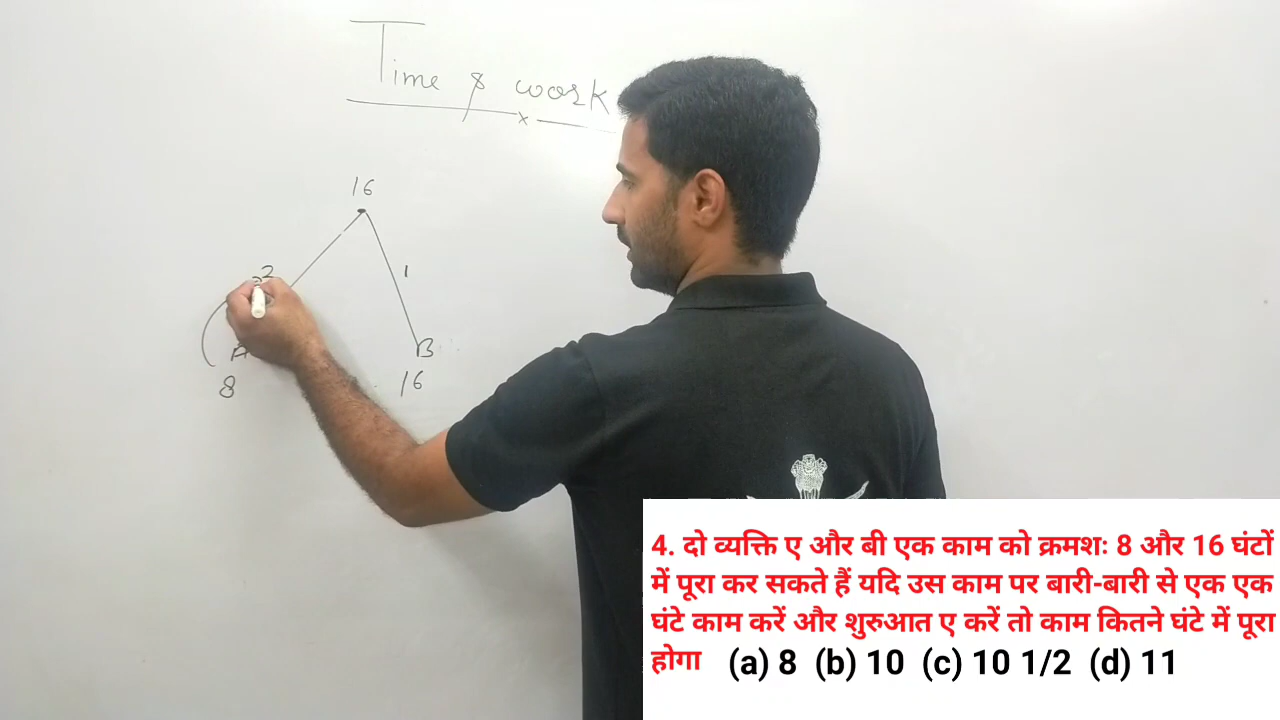 Time & work
16
2
1
A
B
8
16
4. दो व्यक्ति ए और बी एक काम को क्रमशः 8 और 16 घंटों
में पूरा कर सकते हैं यदि उस काम पर बारी-बारी से एक एक
घंटे काम करें और शुरुआत ए करें तो काम कितने घंटे में पूरा
होगा (a) 8 (b) 10 (c) 10 1/2 (d) 11